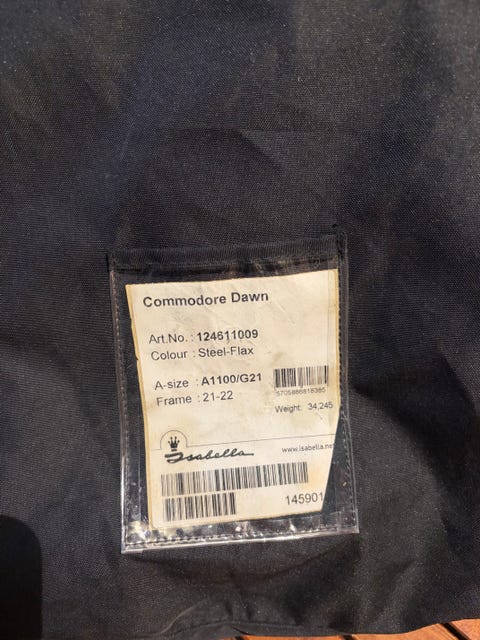 Commodore Dawn
Art.No. : 124611009
Colour : Steel-Flax
A-size : A1100/G21
Frame : 21-22
5705886818385
Weight: 34,245
Isabella
www.isabella.net
145901